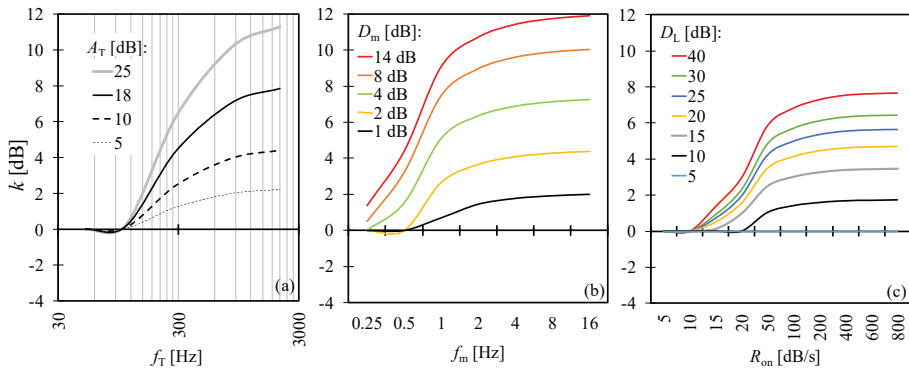 12
10
8
6
4
2
0
-2
-4
k [dB]
A_T [dB]:
25
18
10
5
(a)
30
300
3000
f_T [Hz]
12
10
8
6
4
2
0
-2
-4
D_m [dB]:
14 dB
8 dB
4 dB
2 dB
1 dB
(b)
0.25 0.5 1 2 4 8 16
f_m [Hz]
12
10
8
6
4
2
0
-2
-4
D_L [dB]:
40
30
25
20
15
10
5
(c)
5 10 15 20 50 100 200 400 600 800
R_on [dB/s]